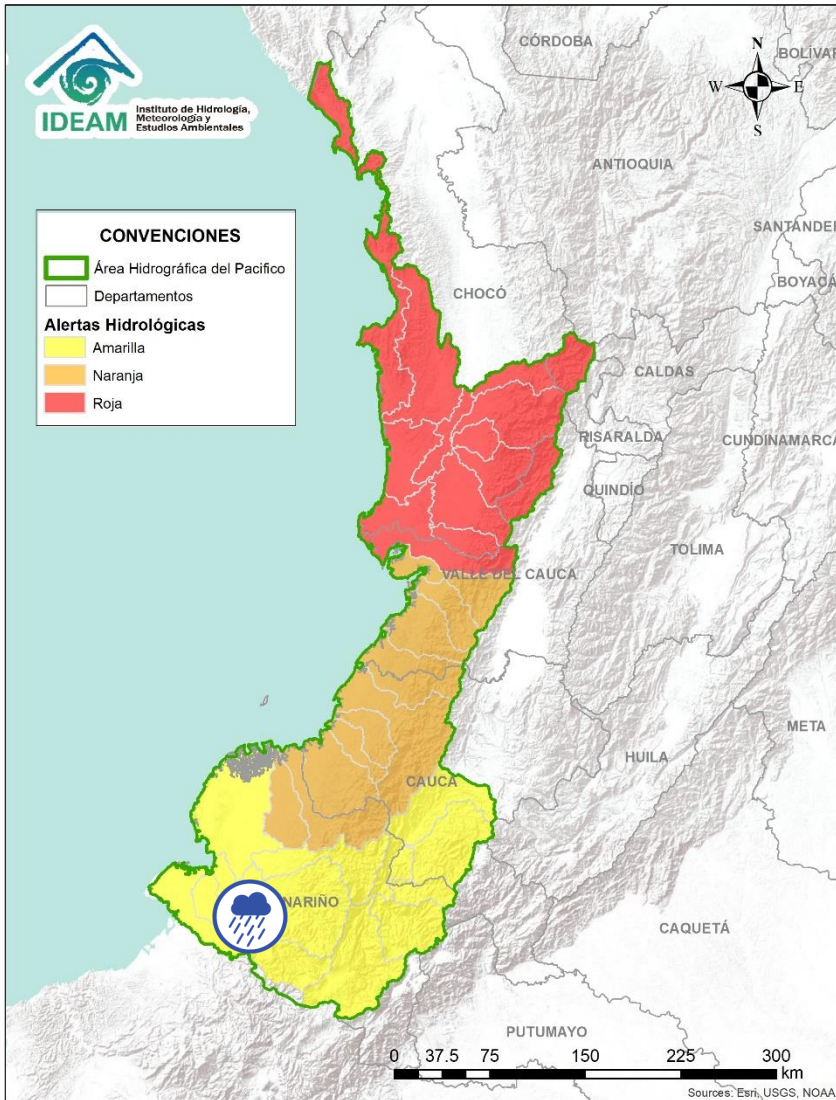 IDEAM
Instituto de Hidrología,
Meteorología y
Estudios Ambientales
CONVENCIONES
Área Hidrográfica del Pacifico
Departamentos
Alertas Hidrológicas
Amarilla
Naranja
Roja
N
W
E
S
CÓRDOBA
BOLÍVAR
ANTIOQUIA
SANTANDER
BOYACÁ
CHOCÓ
CALDAS
RISARALDA
CUNDINAMARCA
QUINDÍO
TOLIMA
VALLE DEL CAUCA
META
HUILA
CAUCA
NARIÑO
CAQUETÁ
PUTUMAYO
0 37.5 75 150 225 300
km
Sources: Esri, USGS, NOAA